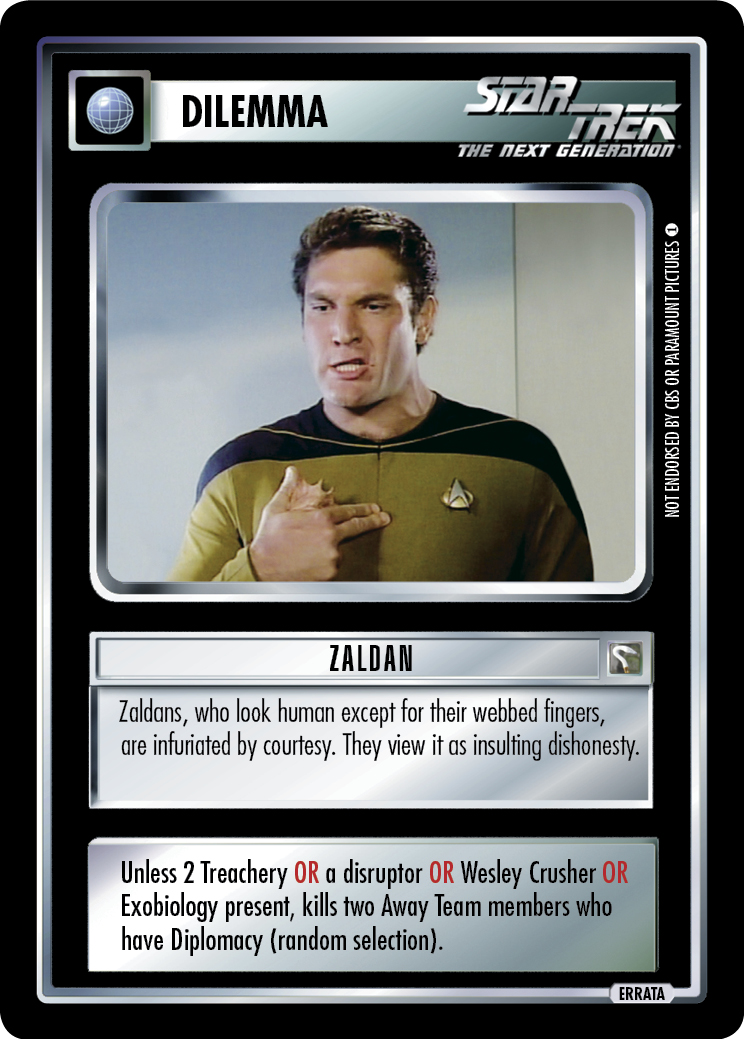 DILEMMA
STAR TREK
THE NEXT GENERATION
NOT ENDORSED BY CBS OR PARAMOUNT PICTURES 1
ZALDAN
Zaldans, who look human except for their webbed fingers,
are infuriated by courtesy. They view it as insulting dishonesty.
Unless 2 Treachery OR a disruptor OR Wesley Crusher OR
Exobiology present, kills two Away Team members who
have Diplomacy (random selection).
ERRATA